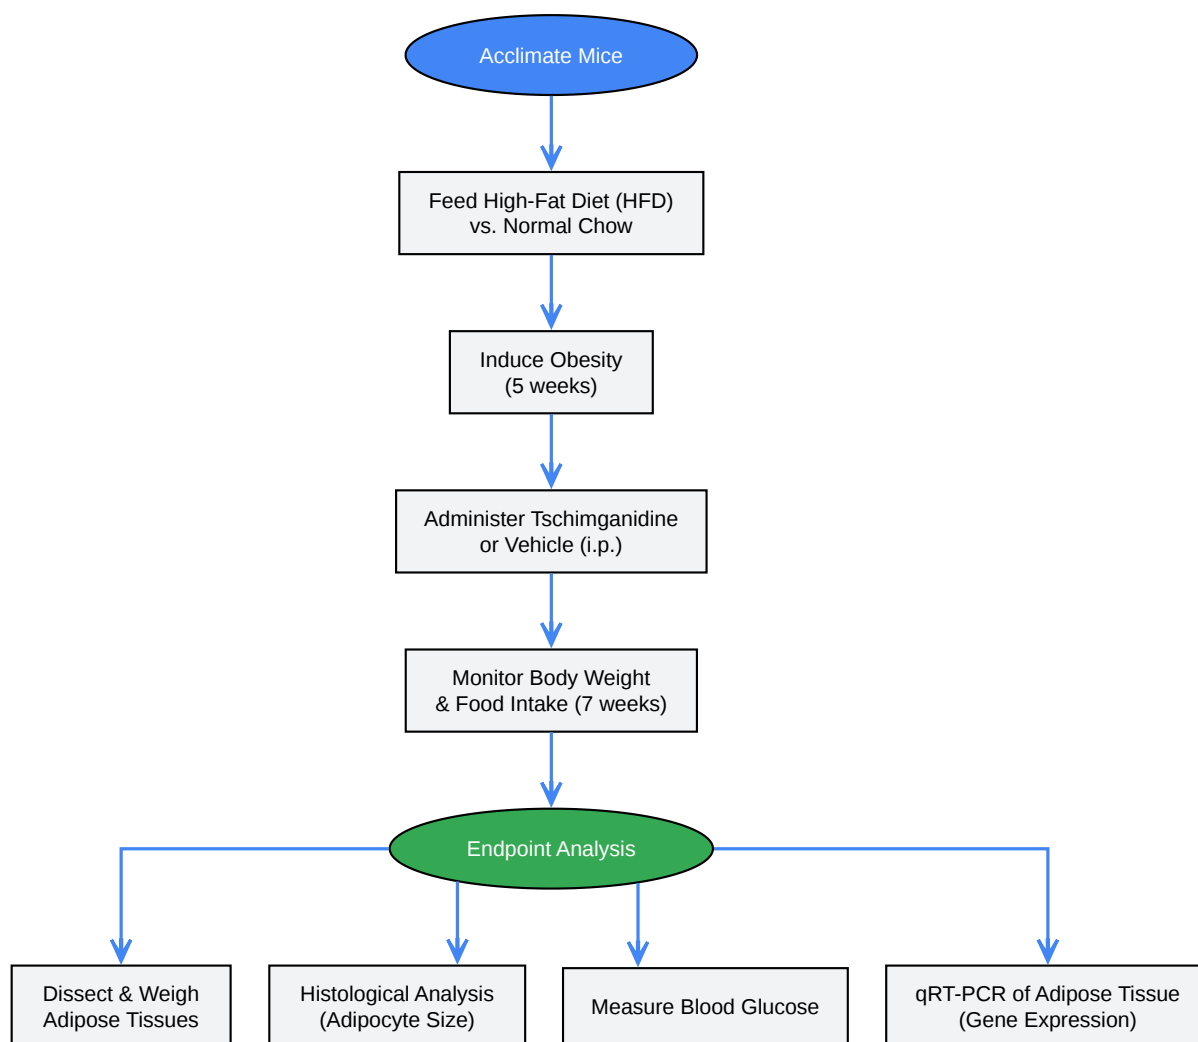 Acclimate Mice
Feed High-Fat Diet (HFD)
vs. Normal Chow
Induce Obesity
(5 weeks)
Administer Tschimganidine
or Vehicle (i.p.)
Monitor Body Weight
& Food Intake (7 weeks)
Endpoint Analysis
Dissect & Weigh
Adipose Tissues
Histological Analysis
(Adipocyte Size)
Measure Blood Glucose
qRT-PCR of Adipose Tissue
(Gene Expression)